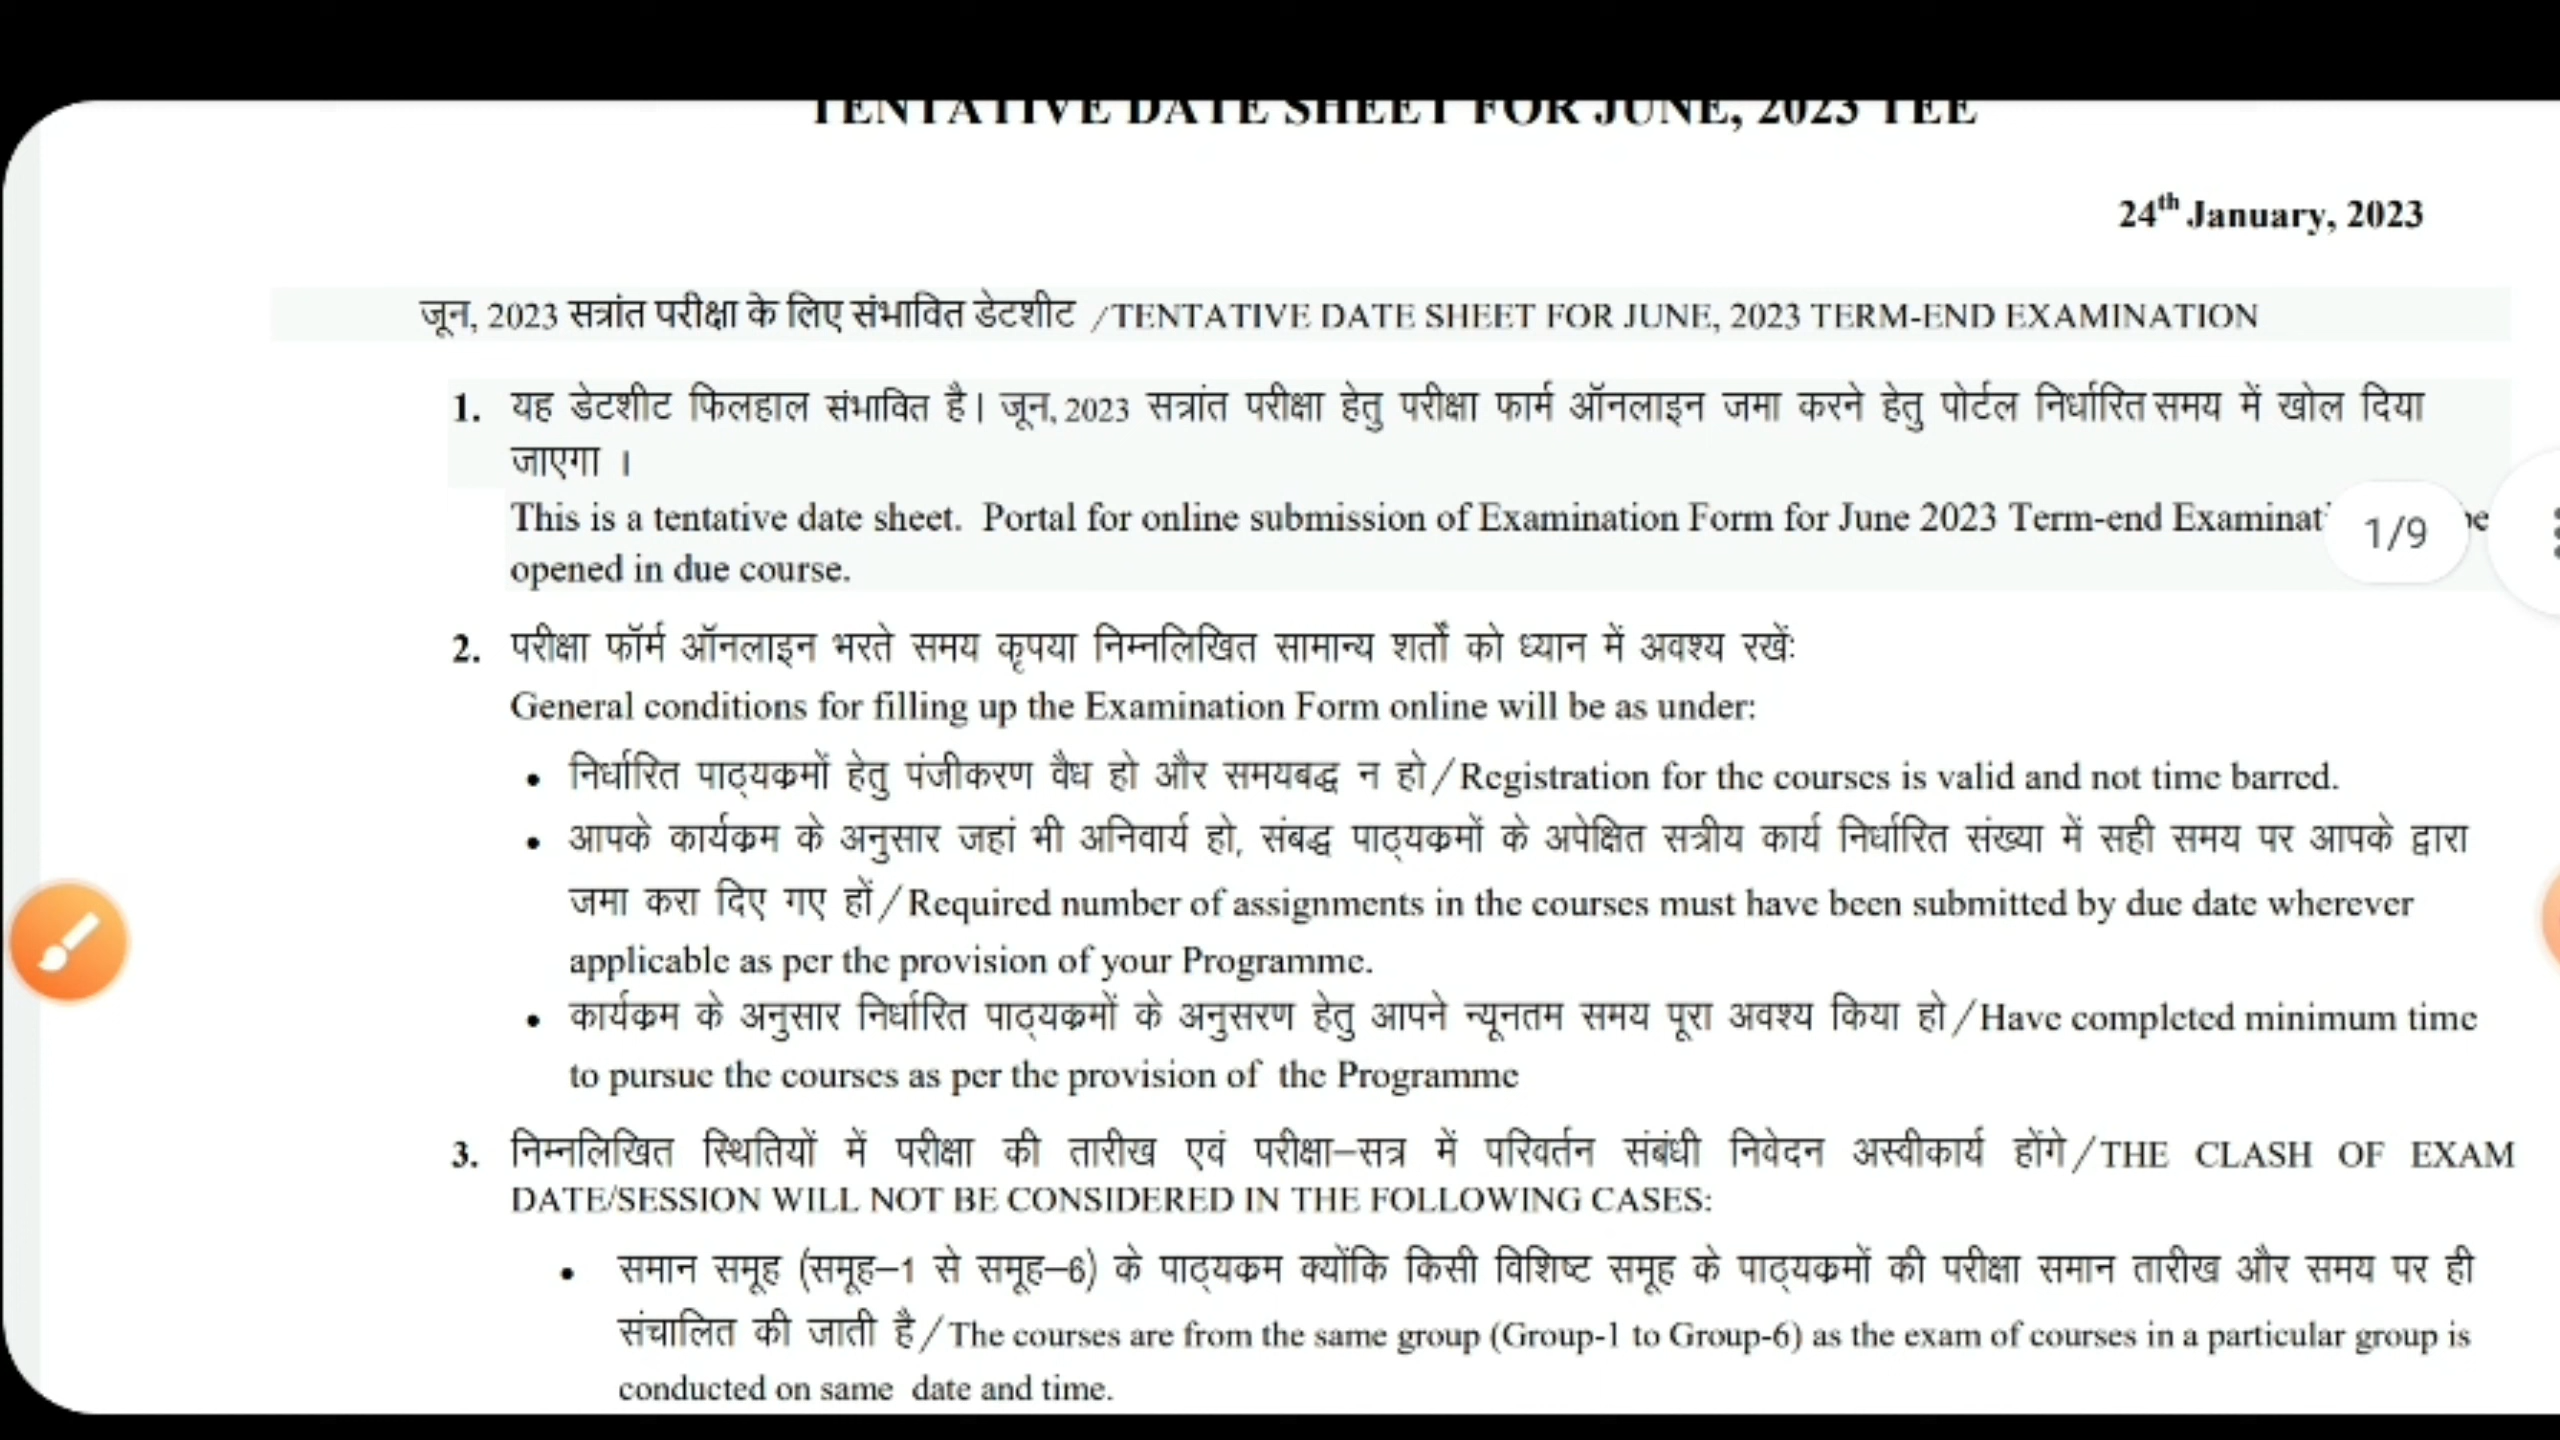 TENTATIVE DATE SHEET FOR JUNE, 2023 TEE
24th January, 2023
जून, 2023 सत्रांत परीक्षा के लिए संभावित डेटशीट /TENTATIVE DATE SHEET FOR JUNE, 2023 TERM-END EXAMINATION
1. यह डेटशीट फिलहाल संभावित है। जून, 2023 सत्रांत परीक्षा हेतु परीक्षा फार्म ऑनलाइन जमा करने हेतु पोर्टल निर्धारित समय में खोल दिया
जाएगा ।
This is a tentative date sheet. Portal for online submission of Examination Form for June 2023 Term-end
1/9
opened in due course.
2. परीक्षा फॉर्म ऑनलाइन भरते समय कृपया निम्नलिखित सामान्य शर्तों को ध्यान में अवश्य रखें:
General conditions for filling up the Examination Form online will be as under:
• निर्धारित पाठ्यक्रमों हेतु पंजीकरण वैध हो और समयबद्ध न हो/Registration for the courses is valid and not time barred.
• आपके कार्यक्रम के अनुसार जहां भी अनिवार्य हो, संबद्ध पाठ्यक्रमों के अपेक्षित सत्रीय कार्य निर्धारित संख्या में सही समय पर आपके द्वारा
जमा करा दिए गए हों/Required number of assignments in the courses must have been submitted by due date wherever
applicable as per the provision of your Programme.
• कार्यक्रम के अनुसार निर्धारित पाठ्यक्रमों के अनुसरण हेतु आपने न्यूनतम समय पूरा अवश्य किया हो/Have completed minimum time
to pursue the courses as per the provision of the Programme
3. निम्नलिखित स्थितियों में परीक्षा की तारीख एवं परीक्षा–सत्र में परिवर्तन संबंधी निवेदन अस्वीकार्य होंगे/THE CLASH OF EXAM
DATE/SESSION WILL NOT BE CONSIDERED IN THE FOLLOWING CASES:
• समान समूह (समूह–1 से समूह–6) के पाठ्यक्रम क्योंकि किसी विशिष्ट समूह के पाठ्यक्रमों की परीक्षा समान तारीख और समय पर ही
संचालित की जाती है/The courses are from the same group (Group-1 to Group-6) as the exam of courses in a particular group is
conducted on same date and time.